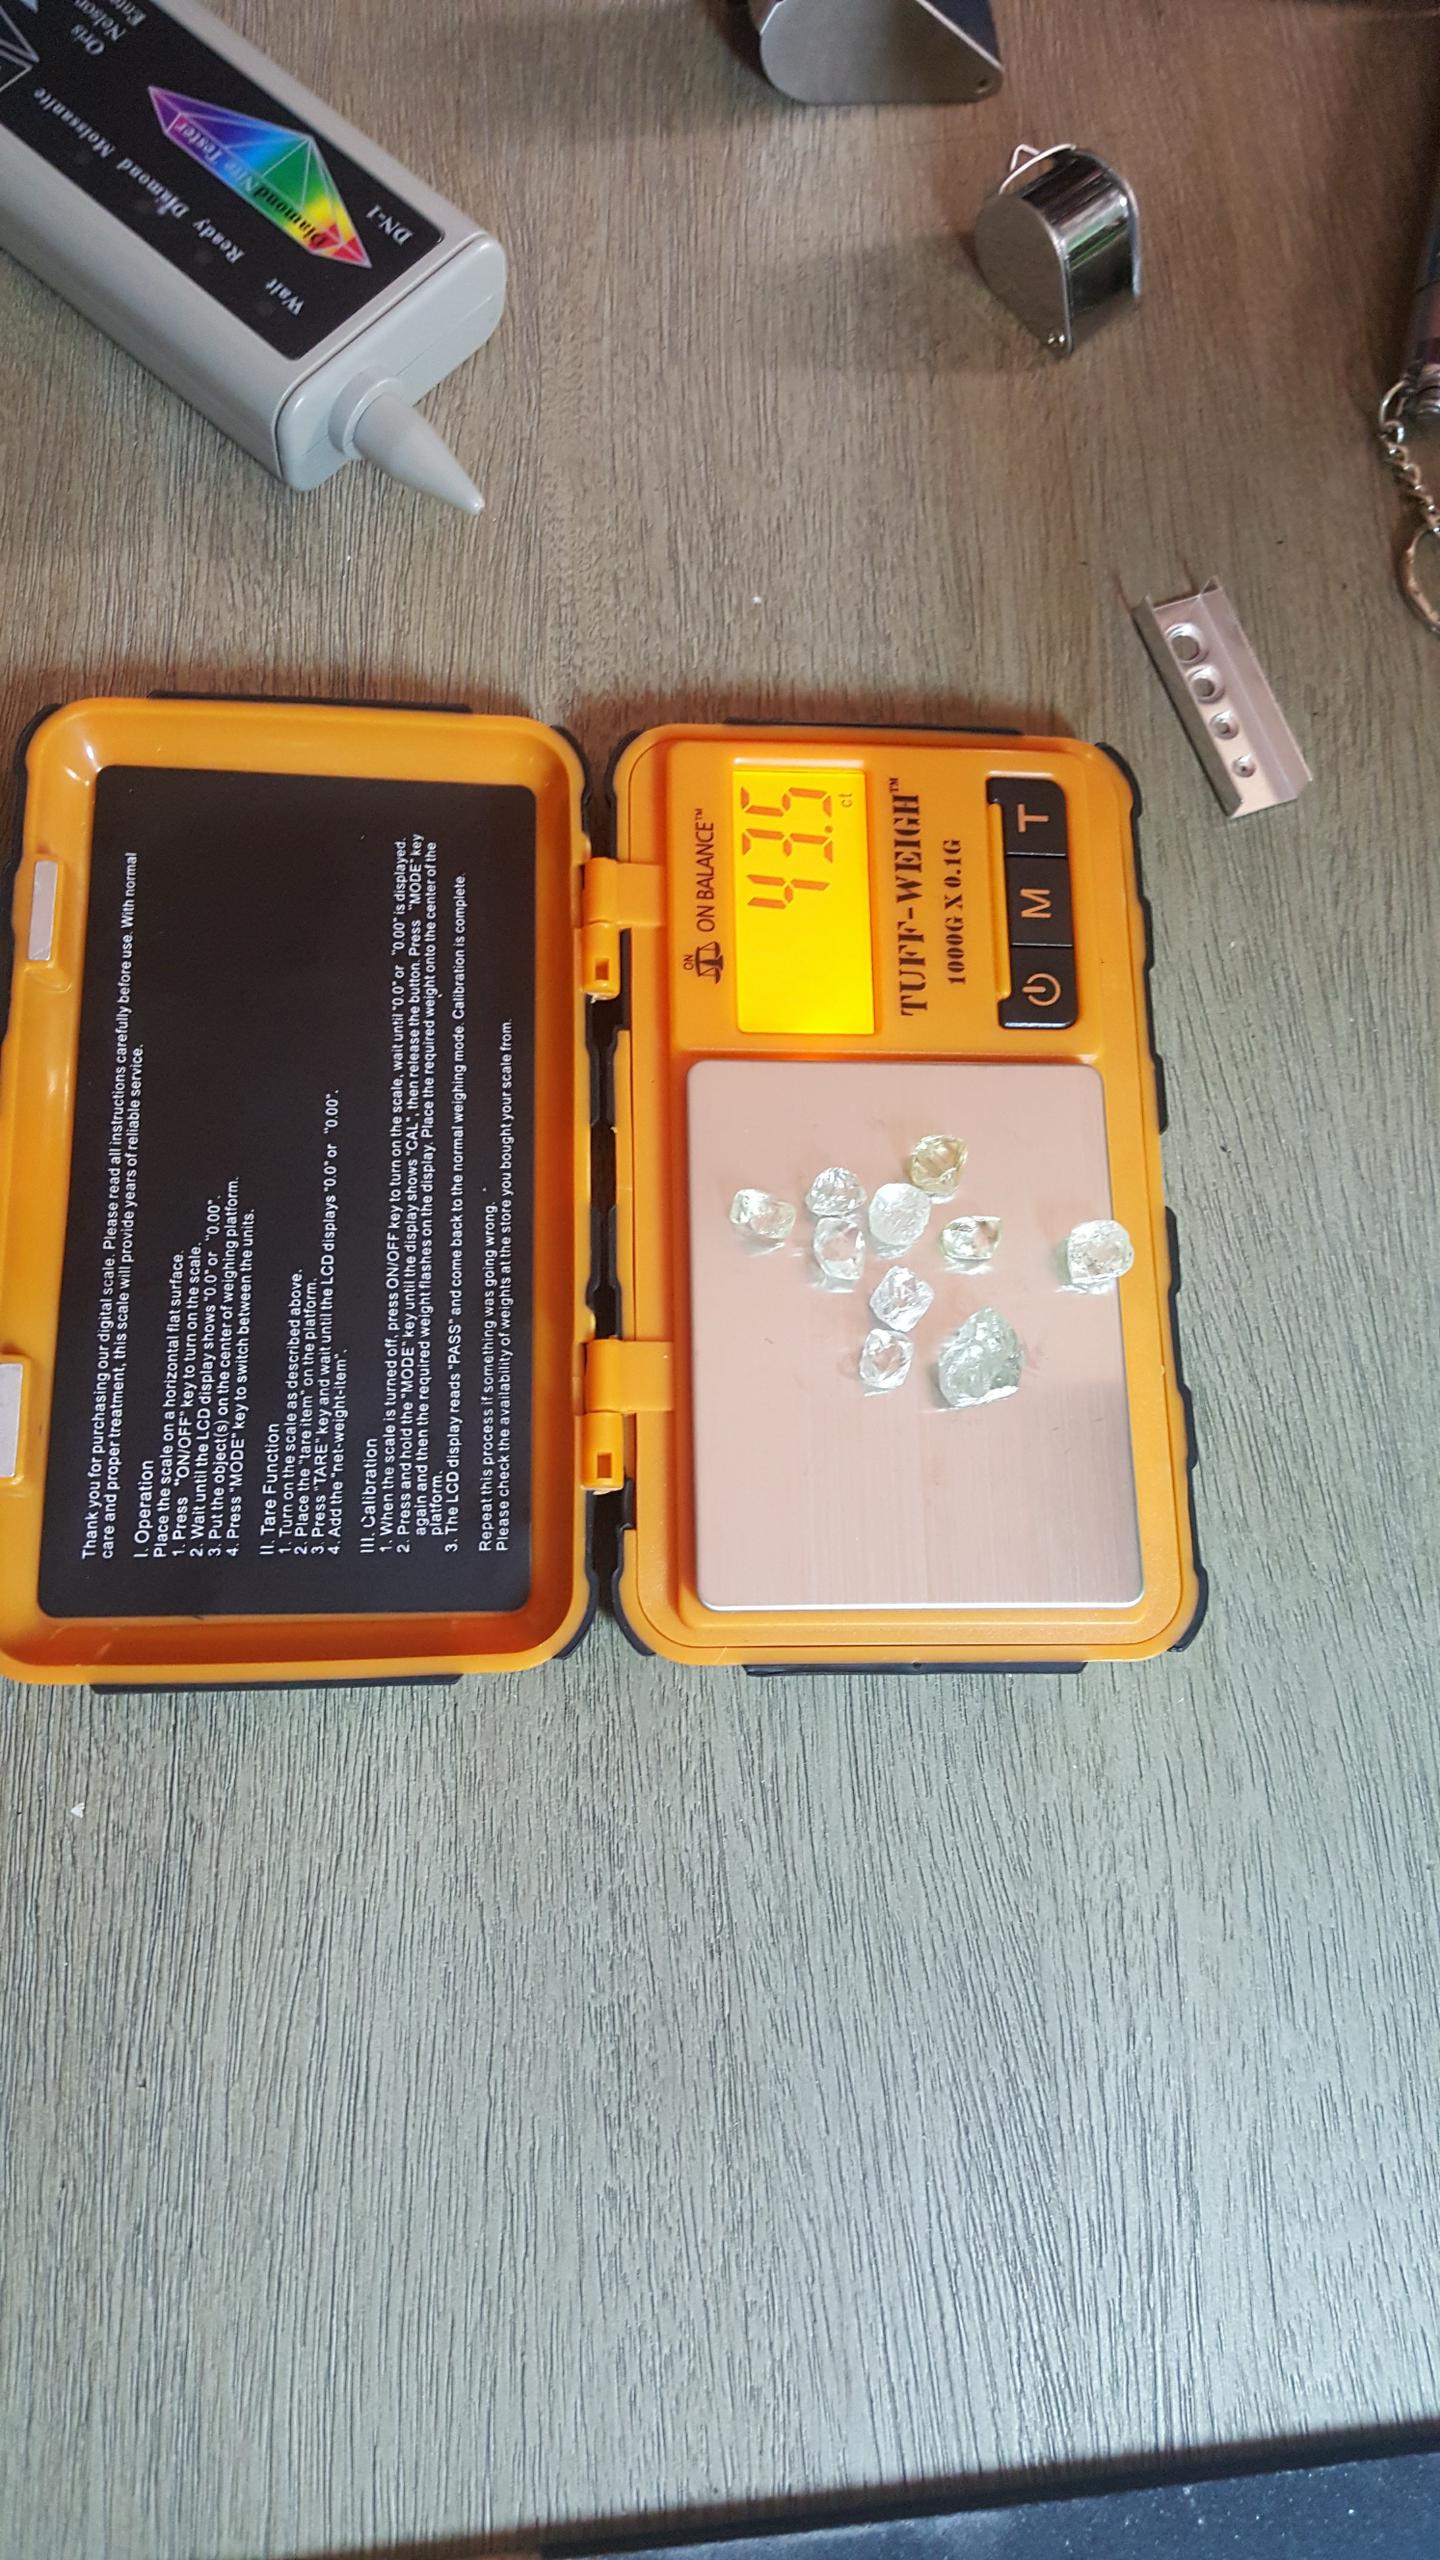 Oris
Nelson
DiamondNite Tester
Ready Diamond Moissanite
Wait
DN-1
Thank you for purchasing our digital scale. Please read all instructions carefully before use. With normal
care and proper treatment, this scale will provide years of reliable service.
I. Operation
Place the scale on a horizontal flat surface.
1. Press "ON/OFF" key to turn on the scale.
2. Wait until the LCD display shows "0.0" or "0.00".
3. Put the object(s) on the center of weighing platform.
4. Press "MODE" key to switch between the units.
II. Tare Function
1. Turn on the scale as described above.
2. Place the "tare item" on the platform.
3. Press "TARE" key and wait until the LCD displays "0.0" or "0.00".
4. Add the "net-weight-item".
III. Calibration
1. When the scale is turned off, press ON/OFF key to turn on the scale, wait until "0.0" or "0.00" is displayed.
2. Press and hold the "MODE" key until the display shows "CAL", then release the button. Press "MODE" key
again and then the required weight flashes on the display. Place the required weight onto the center of the
platform.
3. The LCD display reads "PASS" and come back to the normal weighing mode. Calibration is complete.
Repeat this process if something was going wrong.
Please check the availability of weights at the store you bought your scale from.
ON
ON BALANCE™
43.5
ct
TUFF-WEIGH™
1000G X 0.1G
M T